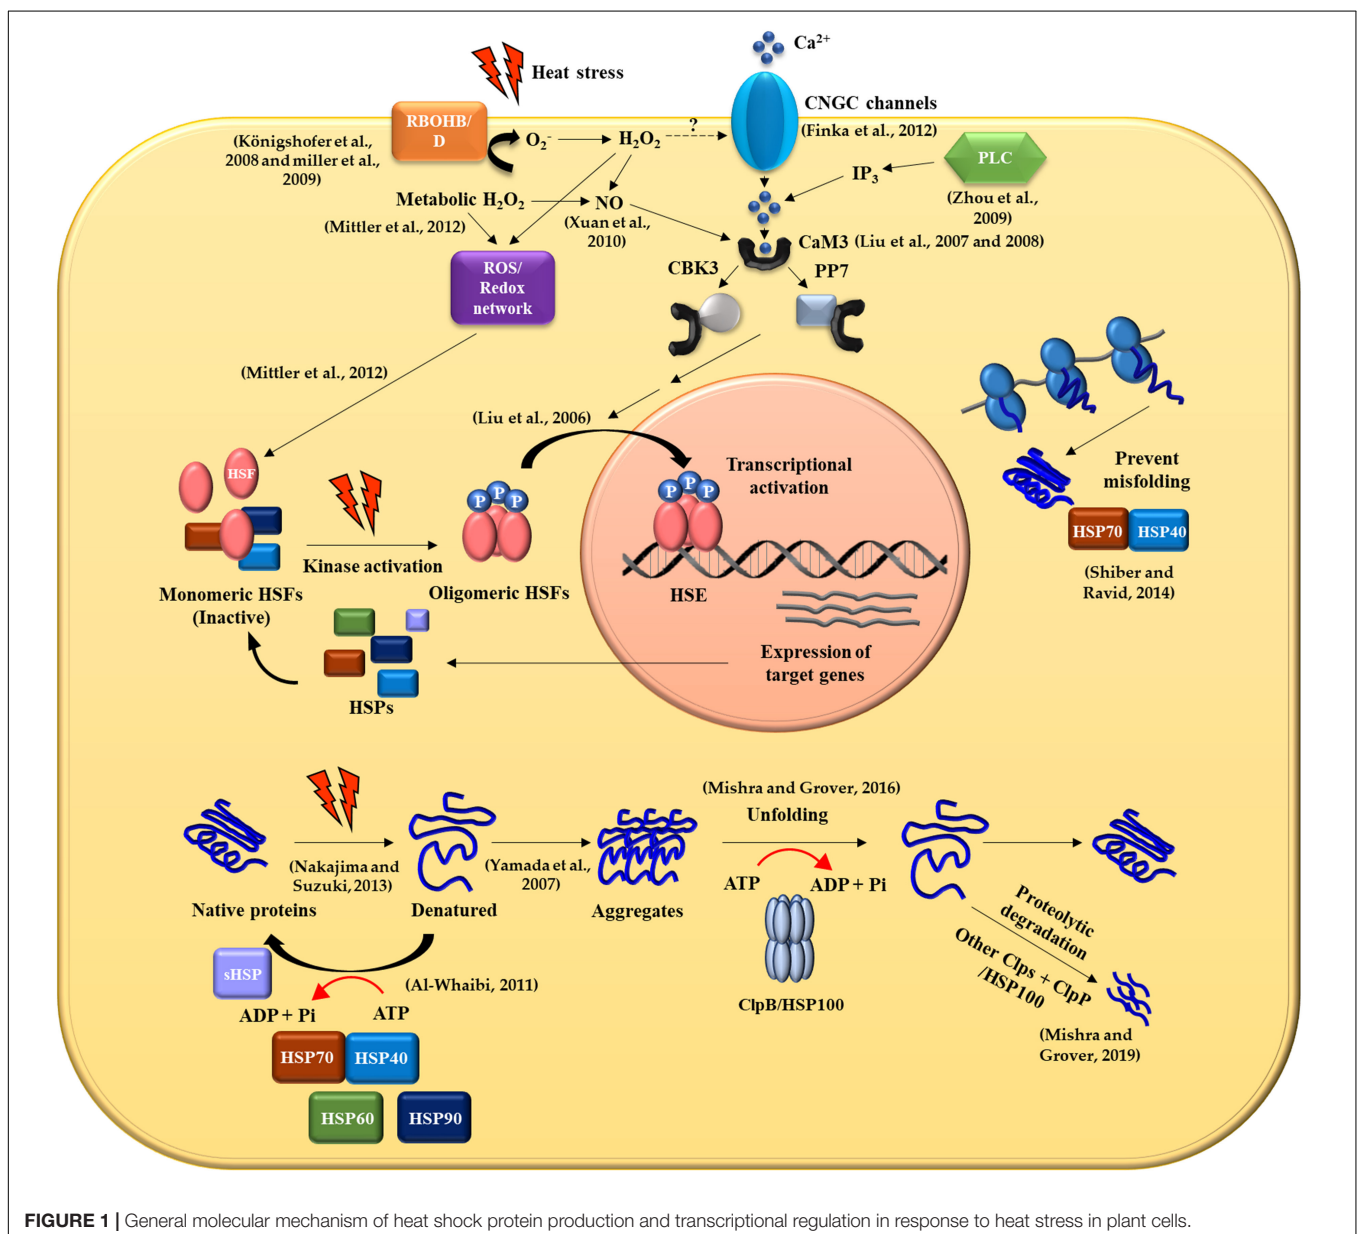 Ca²⁺
Heat stress
CNGC channels
(Finka et al., 2012)
RBOHB/
D
(Königshofer et al.,
2008 and miller et al.,
2009)
O₂⁻
H₂O₂
?
PLC
IP₃
(Zhou et al.,
2009)
Metabolic H₂O₂
NO
(Mittler et al., 2012)
(Xuan et al.,
2010)
CaM3 (Liu et al., 2007 and 2008)
CBK3
PP7
ROS/
Redox
network
(Mittler et al., 2012)
(Liu et al., 2006)
HSF
Transcriptional
activation
P
P
P
P
P
P
Prevent
misfolding
HSP70
HSP40
(Shiber and
Ravid, 2014)
Kinase activation
Monomeric HSFs
(Inactive)
Oligomeric HSFs
HSE
Expression of
target genes
HSPs
(Mishra and Grover, 2016)
Unfolding
(Nakajima and
Suzuki, 2013)
(Yamada et al.,
2007)
ATP
ADP + Pi
Native proteins
Denatured
Aggregates
Proteolytic
degradation
Other Clps + ClpP
/HSP100
sHSP
(Al-Whaibi, 2011)
ADP + Pi
ATP
ClpB/HSP100
(Mishra and
Grover, 2019)
HSP70
HSP40
HSP60
HSP90
FIGURE 1 | General molecular mechanism of heat shock protein production and transcriptional regulation in response to heat stress in plant cells.